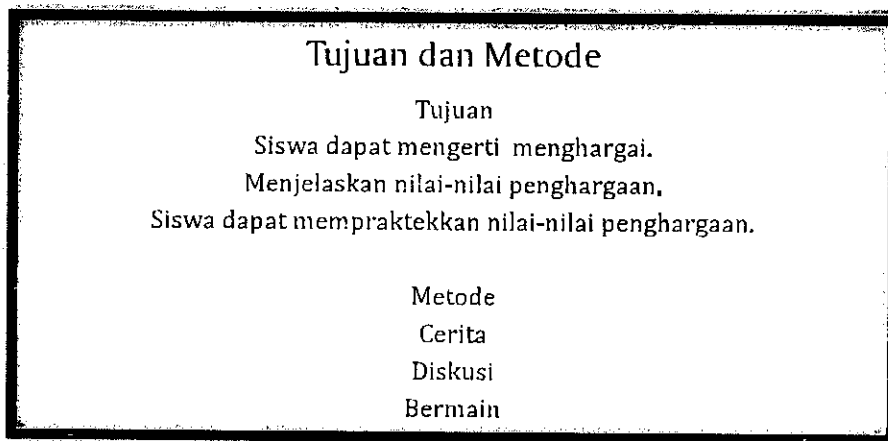 Tujuan dan Metode
Tujuan
Siswa dapat mengerti menghargai.
Menjelaskan nilai-nilai penghargaan.
Siswa dapat mempraktekkan nilai-nilai penghargaan.
Metode
Cerita
Diskusi
Bermain